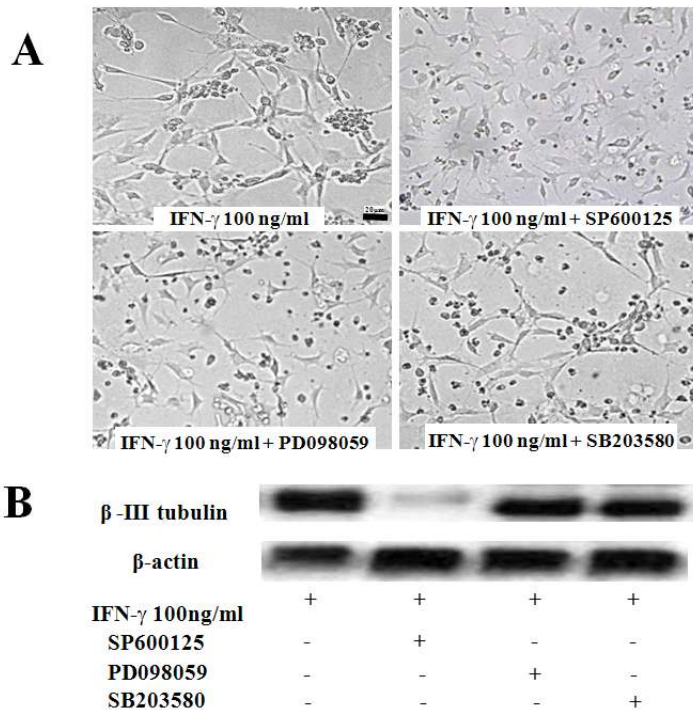 A
IFN-γ 100 ng/ml
20μm
IFN-γ 100 ng/ml + SP600125
IFN-γ 100 ng/ml + PD098059
IFN-γ 100 ng/ml + SB203580
B
β-III tubulin
β-actin
IFN-γ 100ng/ml + + + +
SP600125 - + - -
PD098059 - - + -
SB203580 - - - +